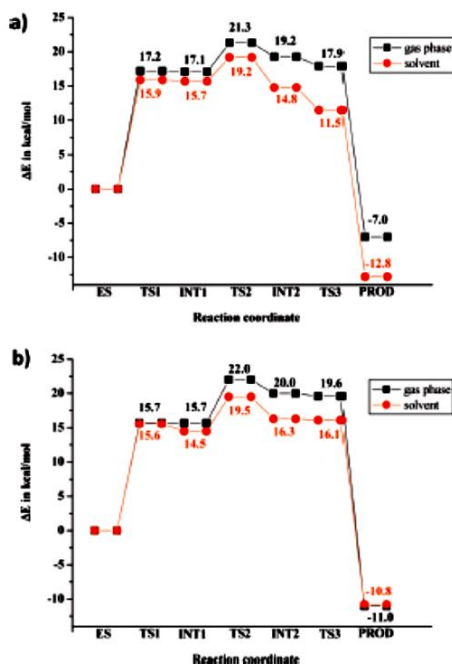 a)
25
20
15
10
5
0
-5
-10
ΔE in kcal/mol
17.2 17.1 21.3 19.2 17.9 -7.0
15.9 15.7 19.2 14.8 11.5 -12.8
gas phase
solvent
ES TS1 INT1 TS2 INT2 TS3 PROD
Reaction coordinate
b)
25
20
15
10
5
0
-5
-10
ΔE in kcal/mol
15.7 15.7 22.0 20.0 19.6 -11.0
15.6 14.5 19.5 16.3 16.1 -10.8
gas phase
solvent
ES TS1 INT1 TS2 INT2 TS3 PROD
Reaction coordinate